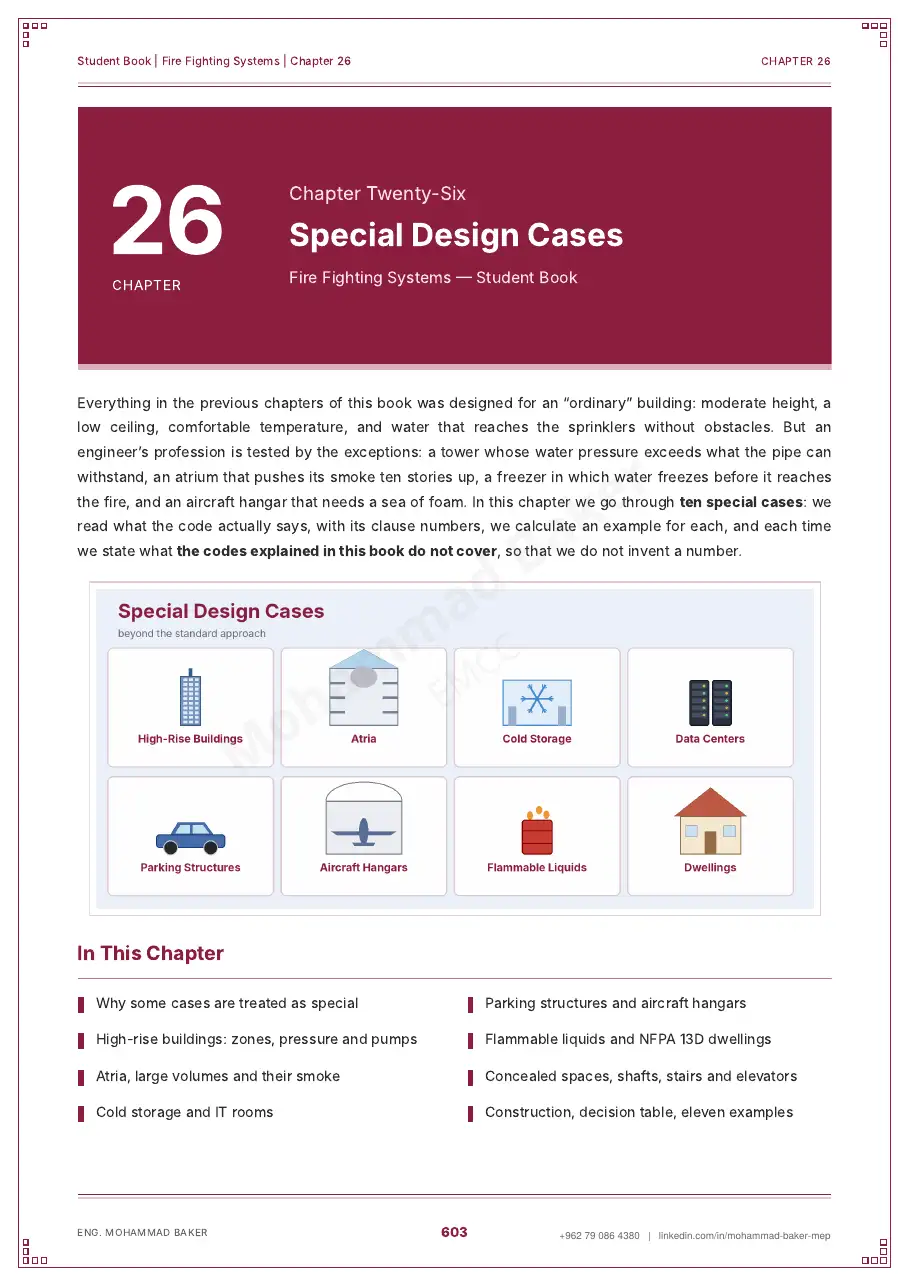 Student Book | Fire Fighting Systems | Chapter 26
CHAPTER 26
26
CHAPTER
Chapter Twenty-Six
Special Design Cases
Fire Fighting Systems — Student Book
Everything in the previous chapters of this book was designed for an “ordinary” building: moderate height, a
low ceiling, comfortable temperature, and water that reaches the sprinklers without obstacles. But an
engineer’s profession is tested by the exceptions: a tower whose water pressure exceeds what the pipe can
withstand, an atrium that pushes its smoke ten stories up, a freezer in which water freezes before it reaches
the fire, and an aircraft hangar that needs a sea of foam. In this chapter we go through ten special cases: we
read what the code actually says, with its clause numbers, we calculate an example for each, and each time
we state what the codes explained in this book do not cover, so that we do not invent a number.
Special Design Cases
beyond the standard approach
High-Rise Buildings
Atria
Cold Storage
Data Centers
Parking Structures
Aircraft Hangars
Flammable Liquids
Dwellings
Mohammad Baker
EMCC
In This Chapter
Why some cases are treated as special
High-rise buildings: zones, pressure and pumps
Atria, large volumes and their smoke
Cold storage and IT rooms
Parking structures and aircraft hangars
Flammable liquids and NFPA 13D dwellings
Concealed spaces, shafts, stairs and elevators
Construction, decision table, eleven examples
ENG. MOHAMMAD BAKER
603
+962 79 086 4380 | linkedin.com/in/mohammad-baker-mep